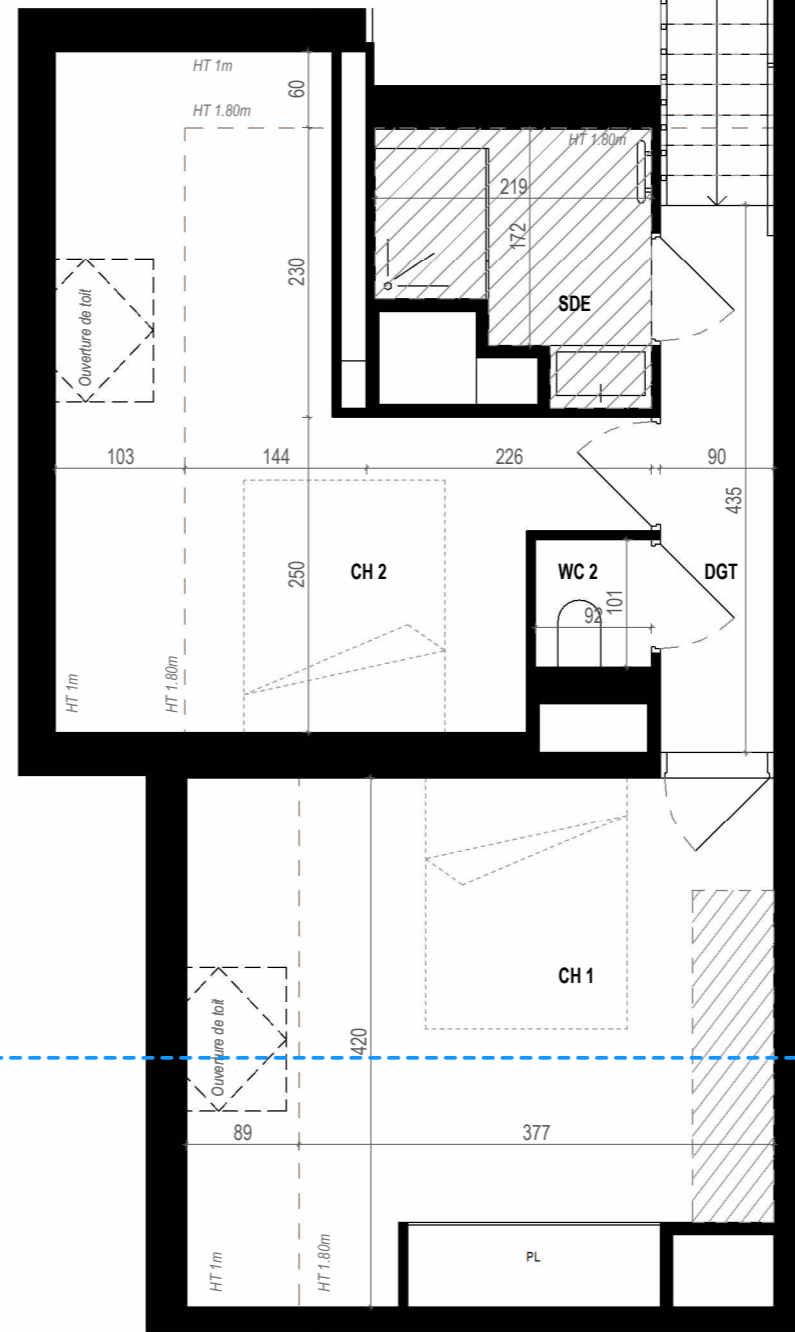 HT 1m
60
HT 1.80m
HT 1.80m
219
172
230
SDE
Ouverture de toit
103
144
226
90
435
250
CH 2
WC 2
DGT
92
101
HT 1m
HT 1.80m
CH 1
Ouverture de toit
420
89
377
HT 1m
HT 1.80m
PL